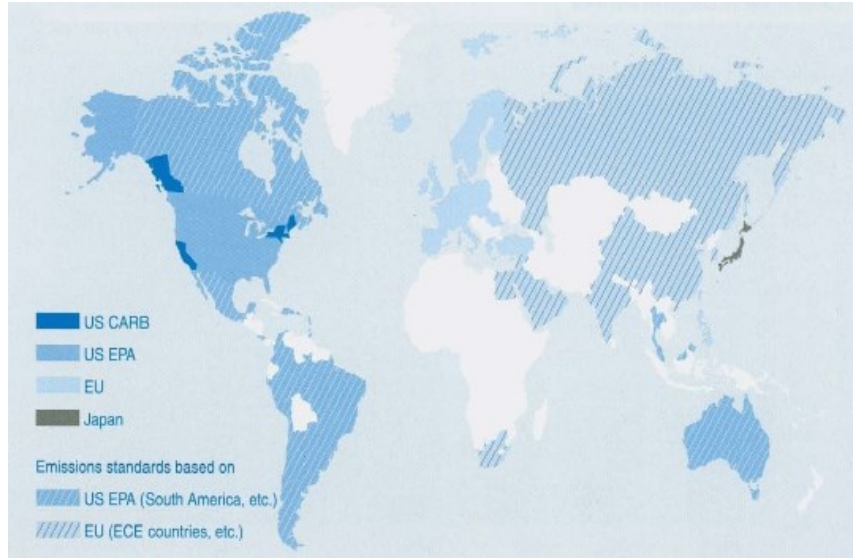 US CARB
US EPA
EU
Japan
Emissions standards based on
US EPA (South America, etc.)
EU (ECE countries, etc.)